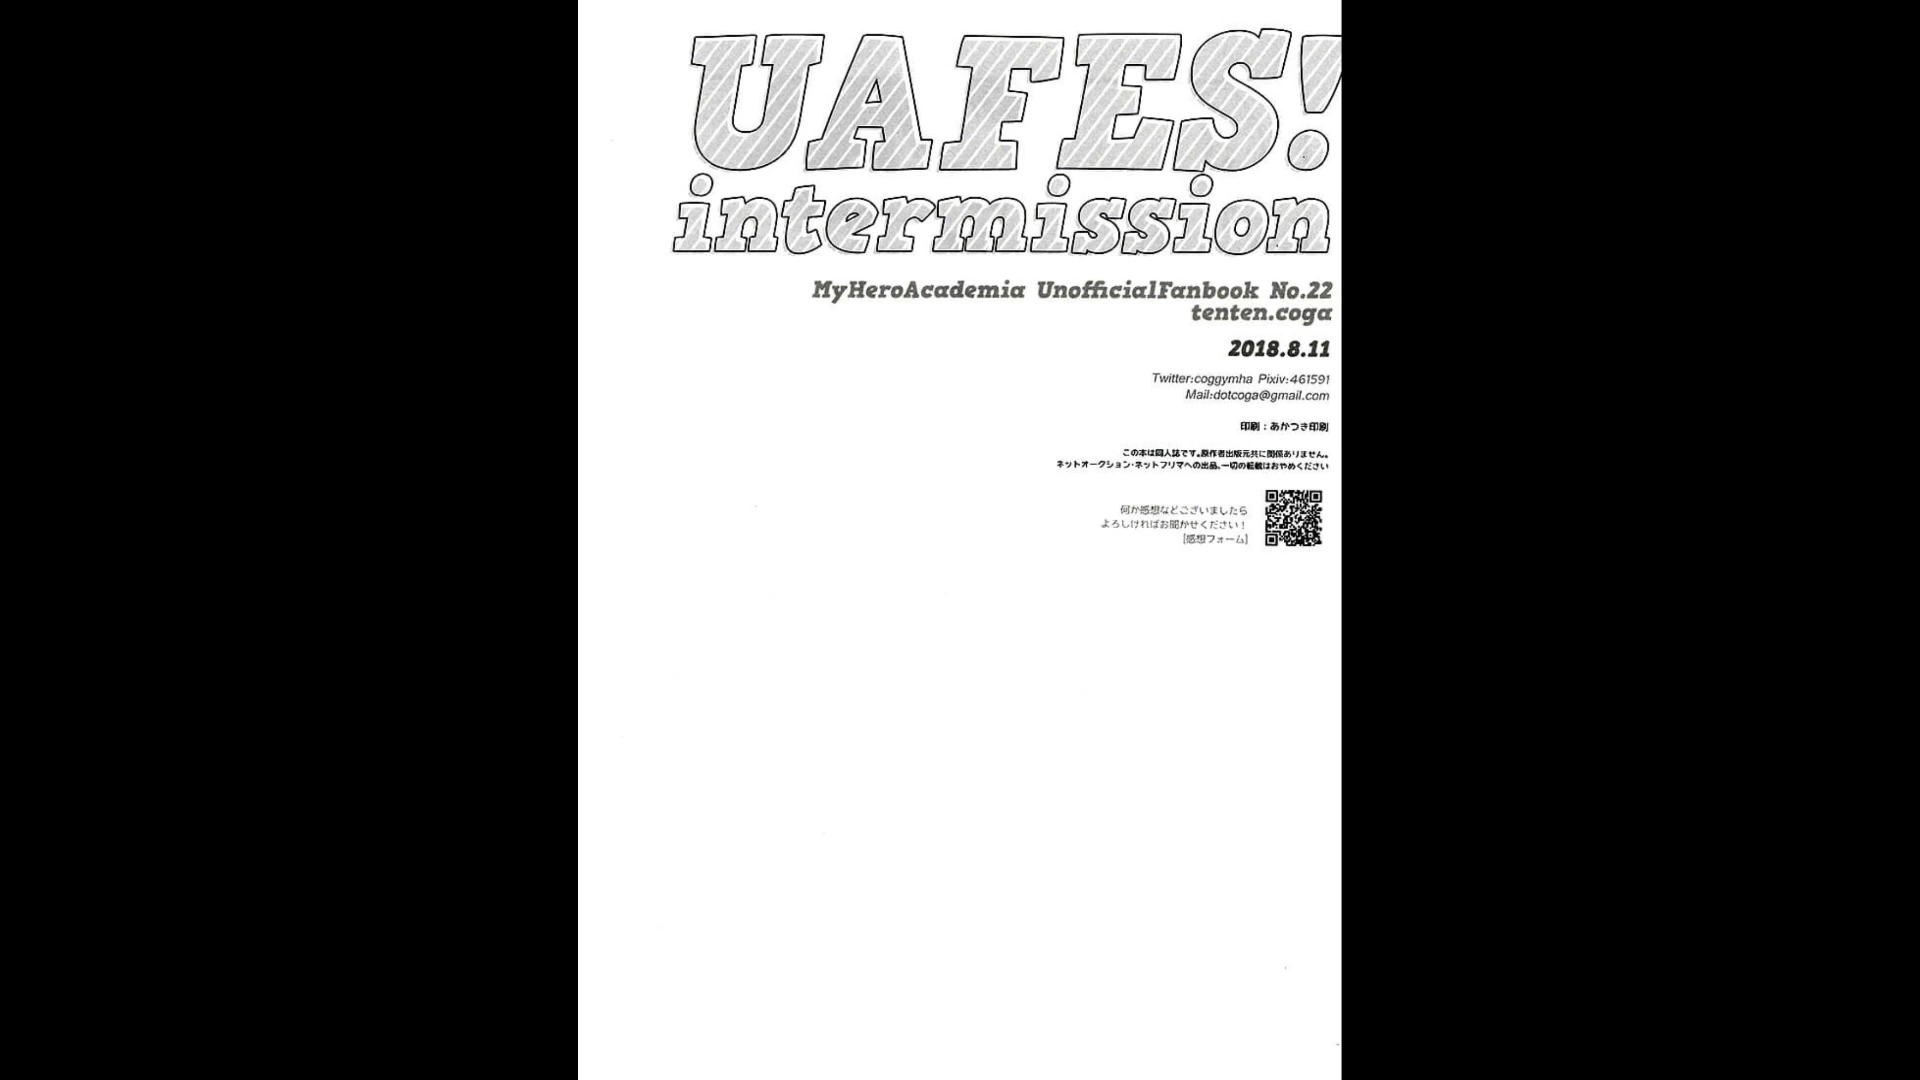 UAFES!
intermission
MyHeroAcademia UnofficialFanbook No.22
tenten.coga
2018.8.11
Twitter:coggymha Pixiv:461591
Mail:dotcoga@gmail.com
印刷：あかつき印刷
この本は同人誌です｡原作者出版元共に関係ありません｡
ネットオークション･ネットフリマへの出品､一切の転載はおやめください
何か感想などございましたら
よろしければお聞かせください！
[感想フォーム]